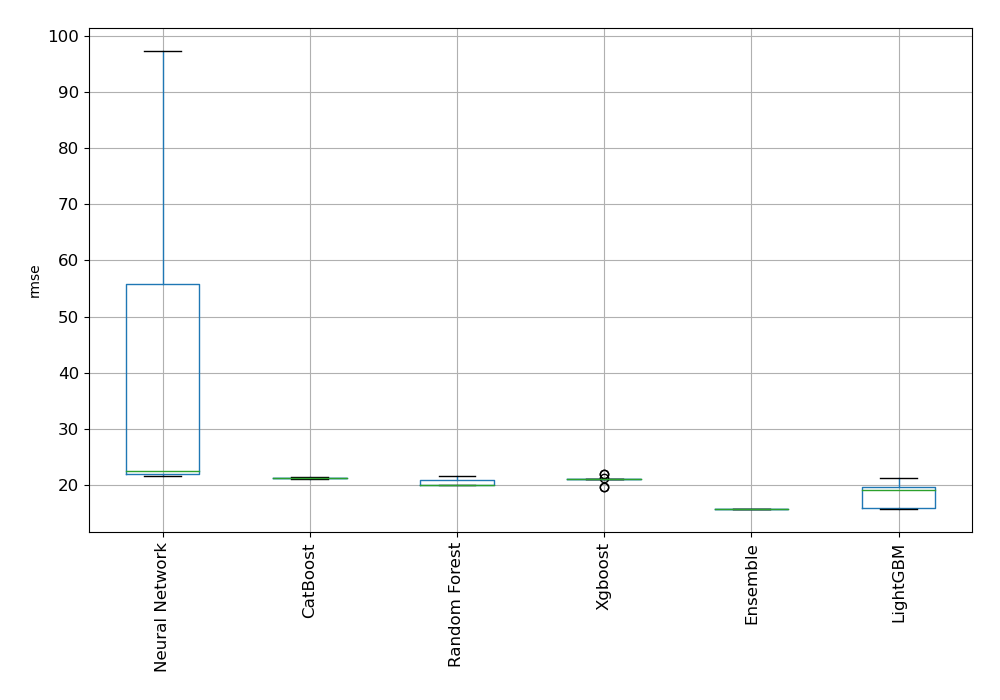 100
90
80
70
60
50
40
30
20
rmse
Neural Network
CatBoost
Random Forest
Xgboost
Ensemble
LightGBM